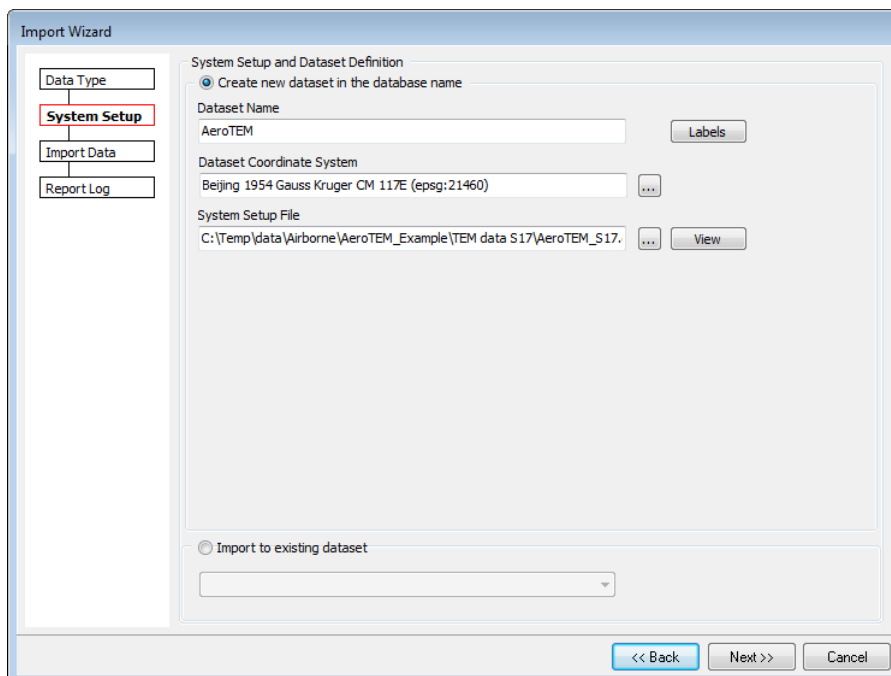 Import Wizard
Data Type
System Setup
Import Data
Report Log
System Setup and Dataset Definition
Create new dataset in the database name
Dataset Name
AeroTEM
Labels
Dataset Coordinate System
Beijing 1954 Gauss Kruger CM 117E (epsg:21460)
...
System Setup File
C:\Temp\data\Airborne\AeroTEM_Example\TEM data S17\AeroTEM_S17.
...
View
Import to existing dataset
<< Back
Next >>
Cancel